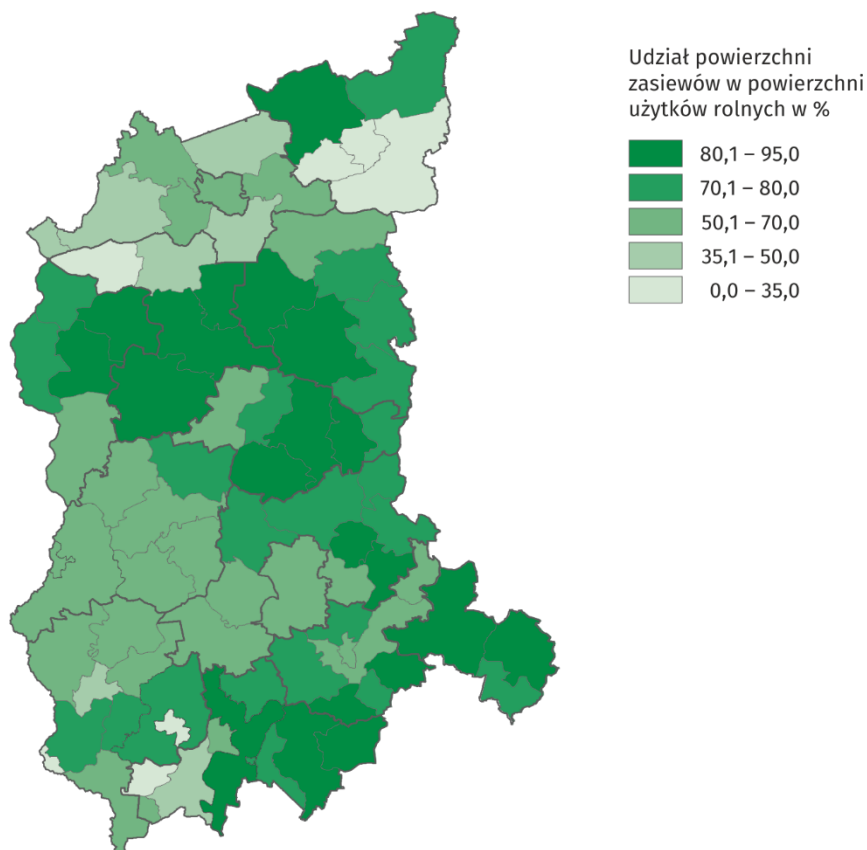 Udział powierzchni
zasiewów w powierzchni
użytków rolnych w %
80,1 – 95,0
70,1 – 80,0
50,1 – 70,0
35,1 – 50,0
0,0 – 35,0